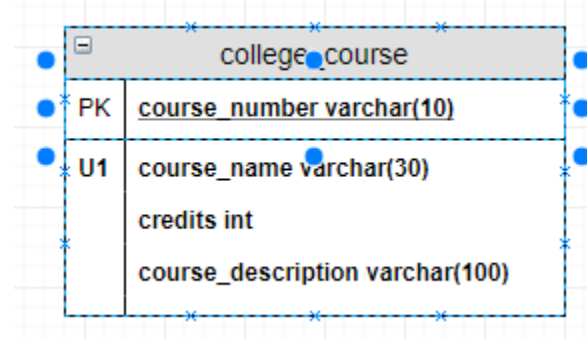 college_course
PK course_number varchar(10)
U1 course_name varchar(30)
credits int
course_description varchar(100)